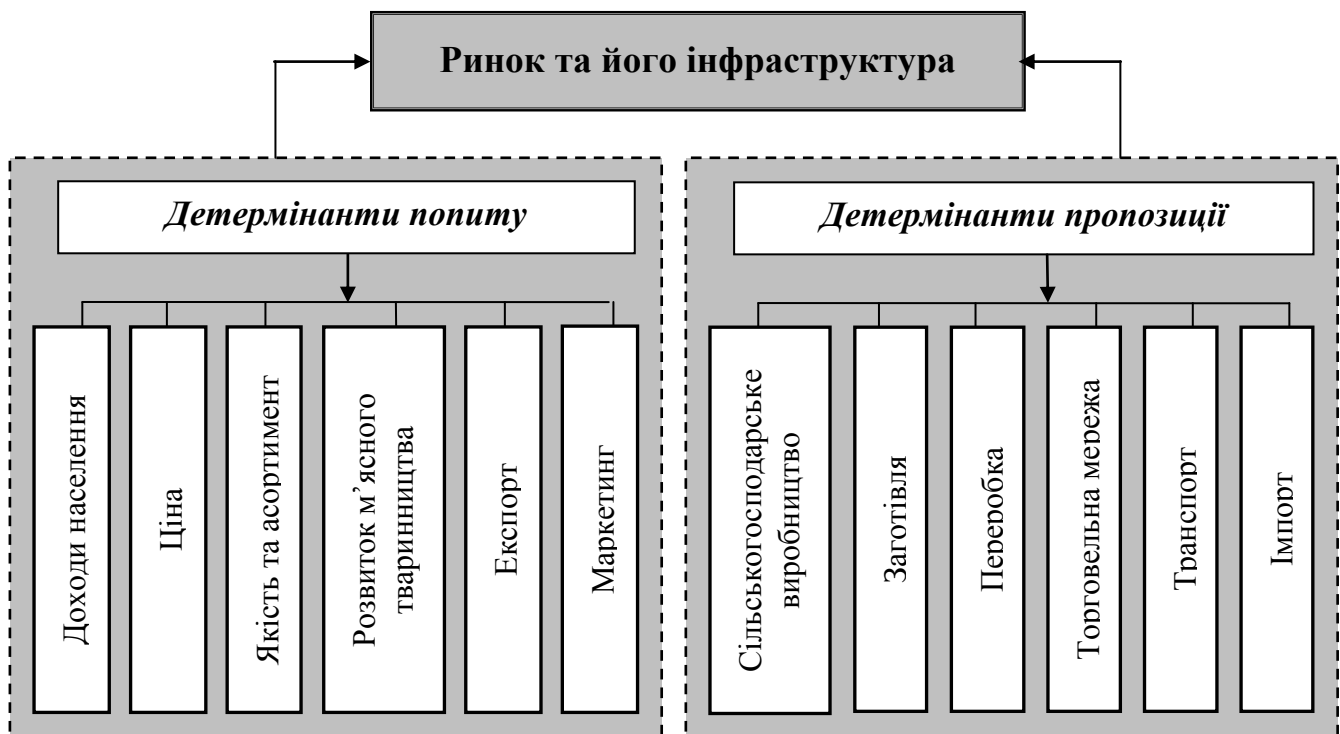 Ринок та його інфраструктура
Детермінанти попиту
Доходи населення
Ціна
Якість та асортимент
Розвиток м’ясного
тваринництва
Експорт
Маркетинг
Детермінанти пропозиції
Сільськогосподарське
виробництво
Заготівля
Переробка
Торговельна мережа
Транспорт
Імпорт